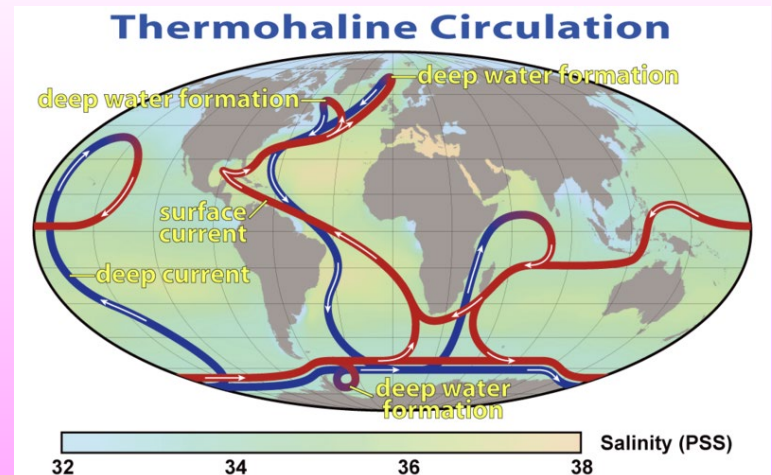 Thermohaline Circulation
deep water formation
deep water formation
surface
current
deep current
deep water
formation
Salinity (PSS)
32 34 36 38